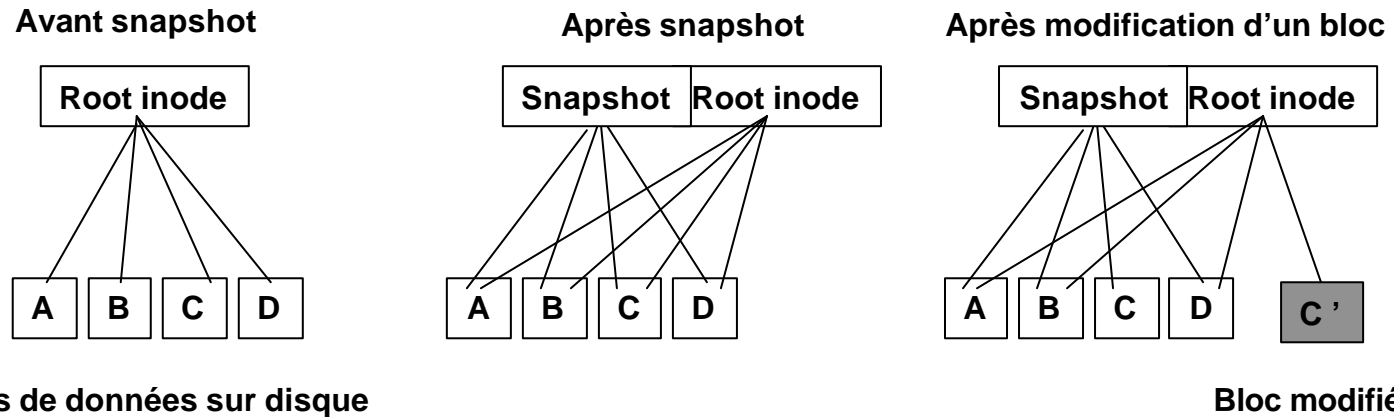 Avant snapshot
Après snapshot
Après modification d’un bloc
Root inode
Snapshot
Root inode
Snapshot
Root inode
A
B
C
D
A
B
C
D
A
B
C
D
C ’
de données sur disque
Bloc modifié